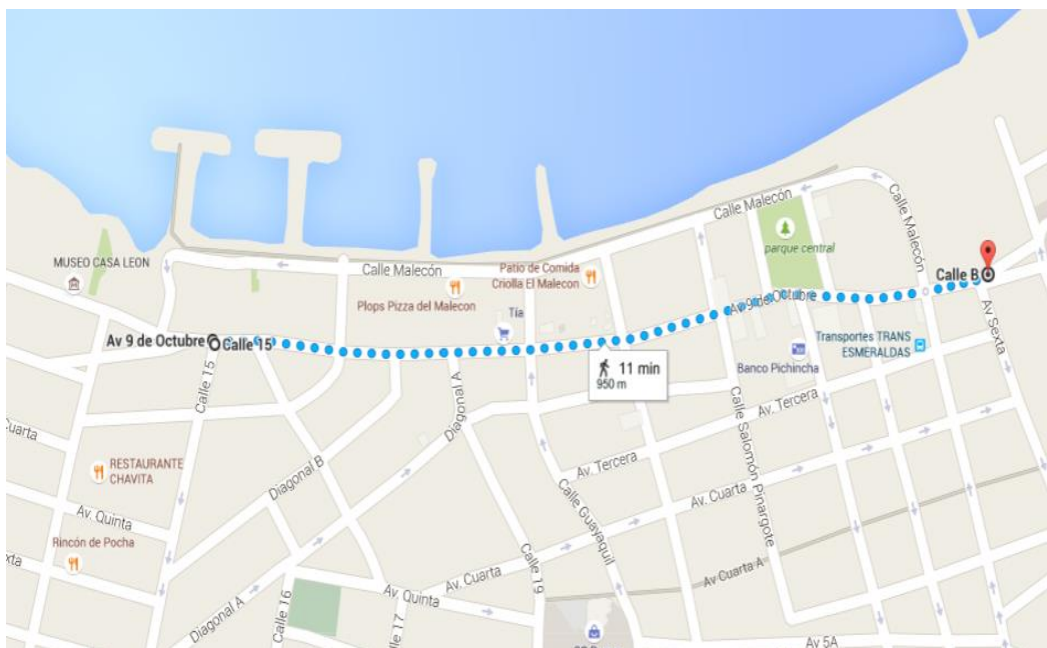 Calle Malecón
parque central
Calle Malecón
MUSEO CASA LEON
Calle Malecón
Patio de Comida
Criolla El Malecon
Calle B
Plops Pizza del Malecon
Av 9 de Octubre
Tía
Av 9 de Octubre
Calle 15
Transportes TRANS
ESMERALDAS
Av Sexta
11 min
950 m
Banco Pichincha
Calle 15
Diagonal A
Av. Tercera
Calle Salomón Pinargote
Cuarta
RESTAURANTE
CHAVITA
Diagonal B
Av. Tercera
Av. Cuarta
Av. Quinta
Calle Guayaquil
Rincón de Pocha
xta
Calle 19
Av. Cuarta
Av Cuarta A
Diagonal A
Calle 16
Av. Quinta
lle 17
Av 5A